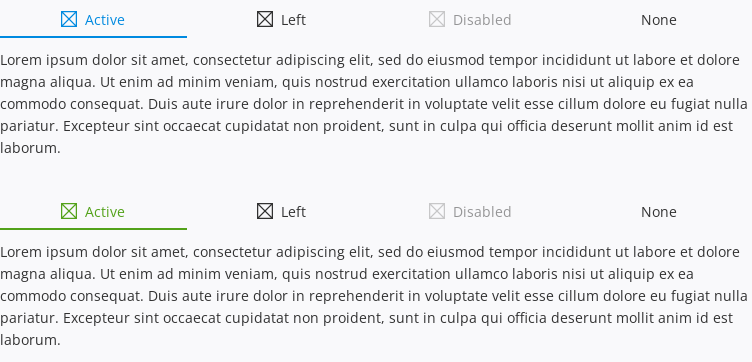 Active Left Disabled None
Lorem ipsum dolor sit amet, consectetur adipiscing elit, sed do eiusmod tempor incididunt ut labore et dolore
magna aliqua. Ut enim ad minim veniam, quis nostrud exercitation ullamco laboris nisi ut aliquip ex ea
commodo consequat. Duis aute irure dolor in reprehenderit in voluptate velit esse cillum dolore eu fugiat nulla
pariatur. Excepteur sint occaecat cupidatat non proident, sunt in culpa qui officia deserunt mollit anim id est
laborum.
Active Left Disabled None
Lorem ipsum dolor sit amet, consectetur adipiscing elit, sed do eiusmod tempor incididunt ut labore et dolore
magna aliqua. Ut enim ad minim veniam, quis nostrud exercitation ullamco laboris nisi ut aliquip ex ea
commodo consequat. Duis aute irure dolor in reprehenderit in voluptate velit esse cillum dolore eu fugiat nulla
pariatur. Excepteur sint occaecat cupidatat non proident, sunt in culpa qui officia deserunt mollit anim id est
laborum.